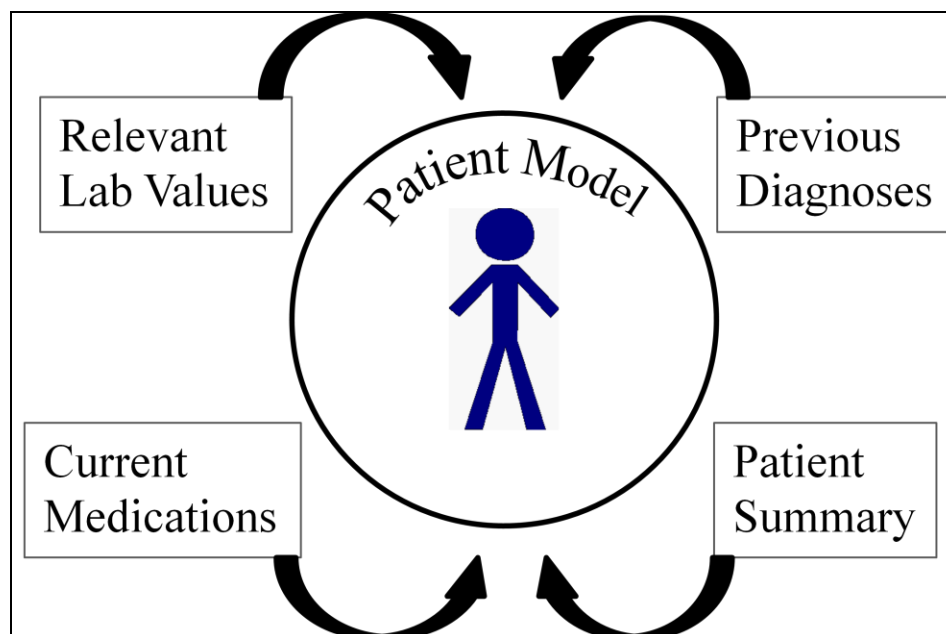 Relevant
Lab Values
Patient Model
Previous
Diagnoses
Current
Medications
Patient
Summary